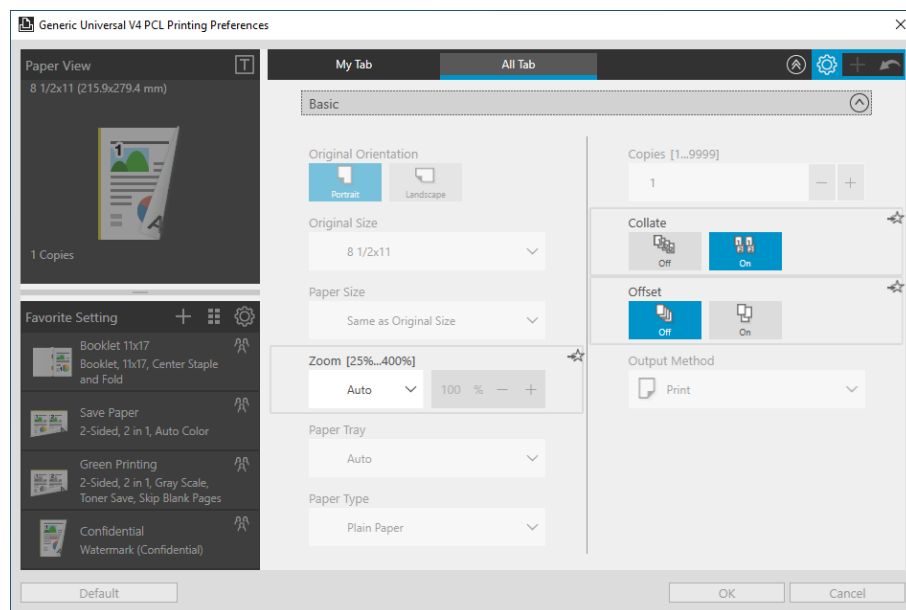 Generic Universal V4 PCL Printing Preferences
Paper View
T
8 1/2x11 (215.9x279.4 mm)
1
A
1 Copies
Favorite Setting
Booklet 11x17
Booklet, 11x17, Center Staple
and Fold
Save Paper
2-Sided, 2 in 1, Auto Color
Green Printing
2-Sided, 2 in 1, Gray Scale,
Toner Save, Skip Blank Pages
Confidential
Watermark (Confidential)
My Tab
All Tab
Basic
Original Orientation
Portrait
Landscape
Original Size
8 1/2x11
Paper Size
Same as Original Size
Zoom [25%...400%]
Auto
100 %
Paper Tray
Auto
Paper Type
Plain Paper
Copies [1...9999]
1
Collate
Off
On
Offset
Off
On
Output Method
Print
Default
OK
Cancel